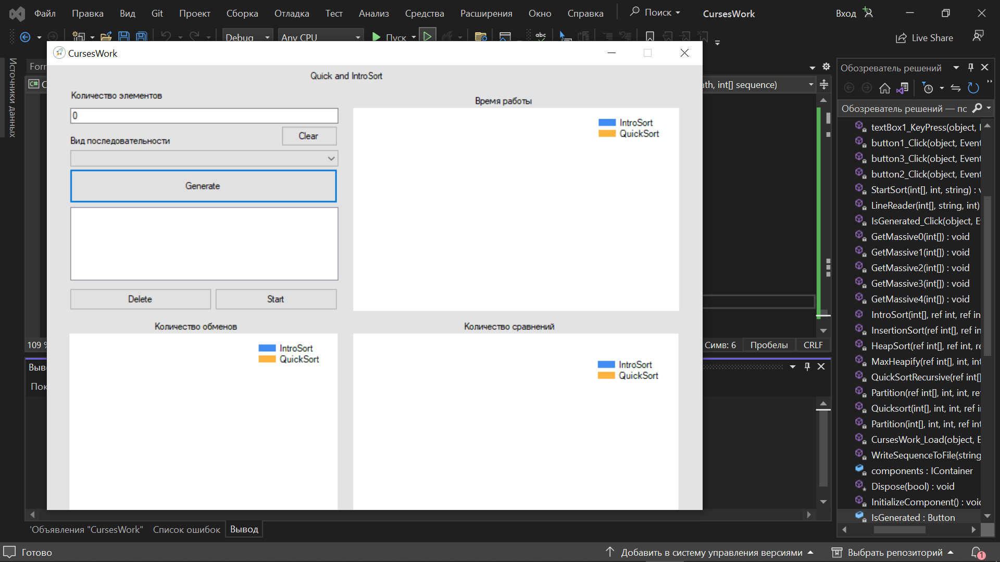 Файл Правка Вид Git Проект Сборка Отладка Тест Анализ Средства Расширения Окно Справка Поиск CursesWork Вход
Debug Any CPU Пуск abc Live Share
CursesWork
Quick and IntroSort
Количество элементов
0
Clear
Вид последовательности
Generate
Delete Start
Время работы
IntroSort
QuickSort
Количество обменов
IntroSort
QuickSort
Количество сравнений
IntroSort
QuickSort
Источники данных
C#
int[] sequence)
109 %
Симв: 6 Пробелы CRLF
Обозреватель решений
Обозреватель решений — пс
textBox1_KeyPress(object,
button1_Click(object, Event
button3_Click(object, Event
button2_Click(object, Event
StartSort(int[], int, string) :
LineReader(int[], string, int)
IsGenerated_Click(object, E
GetMassive0(int[]) : void
GetMassive1(int[]) : void
GetMassive2(int[]) : void
GetMassive3(int[]) : void
GetMassive4(int[]) : void
IntroSort(int[], ref int, ref in
InsertionSort(ref int[], ref in
HeapSort(ref int[], ref int, re
MaxHeapify(ref int[], int, int
QuickSortRecursive(ref int[]
Partition(ref int[], int, int, re
Quicksort(int[], int, int, ref i
Partition(int[], int, int, ref int
CursesWork_Load(object, E
WriteSequenceToFile(string
components : IContainer
Dispose(bool) : void
InitializeComponent() : void
IsGenerated : Button
'Объявления "CursesWork" Список ошибок Вывод
Готово Добавить в систему управления версиями Выбрать репозиторий 1